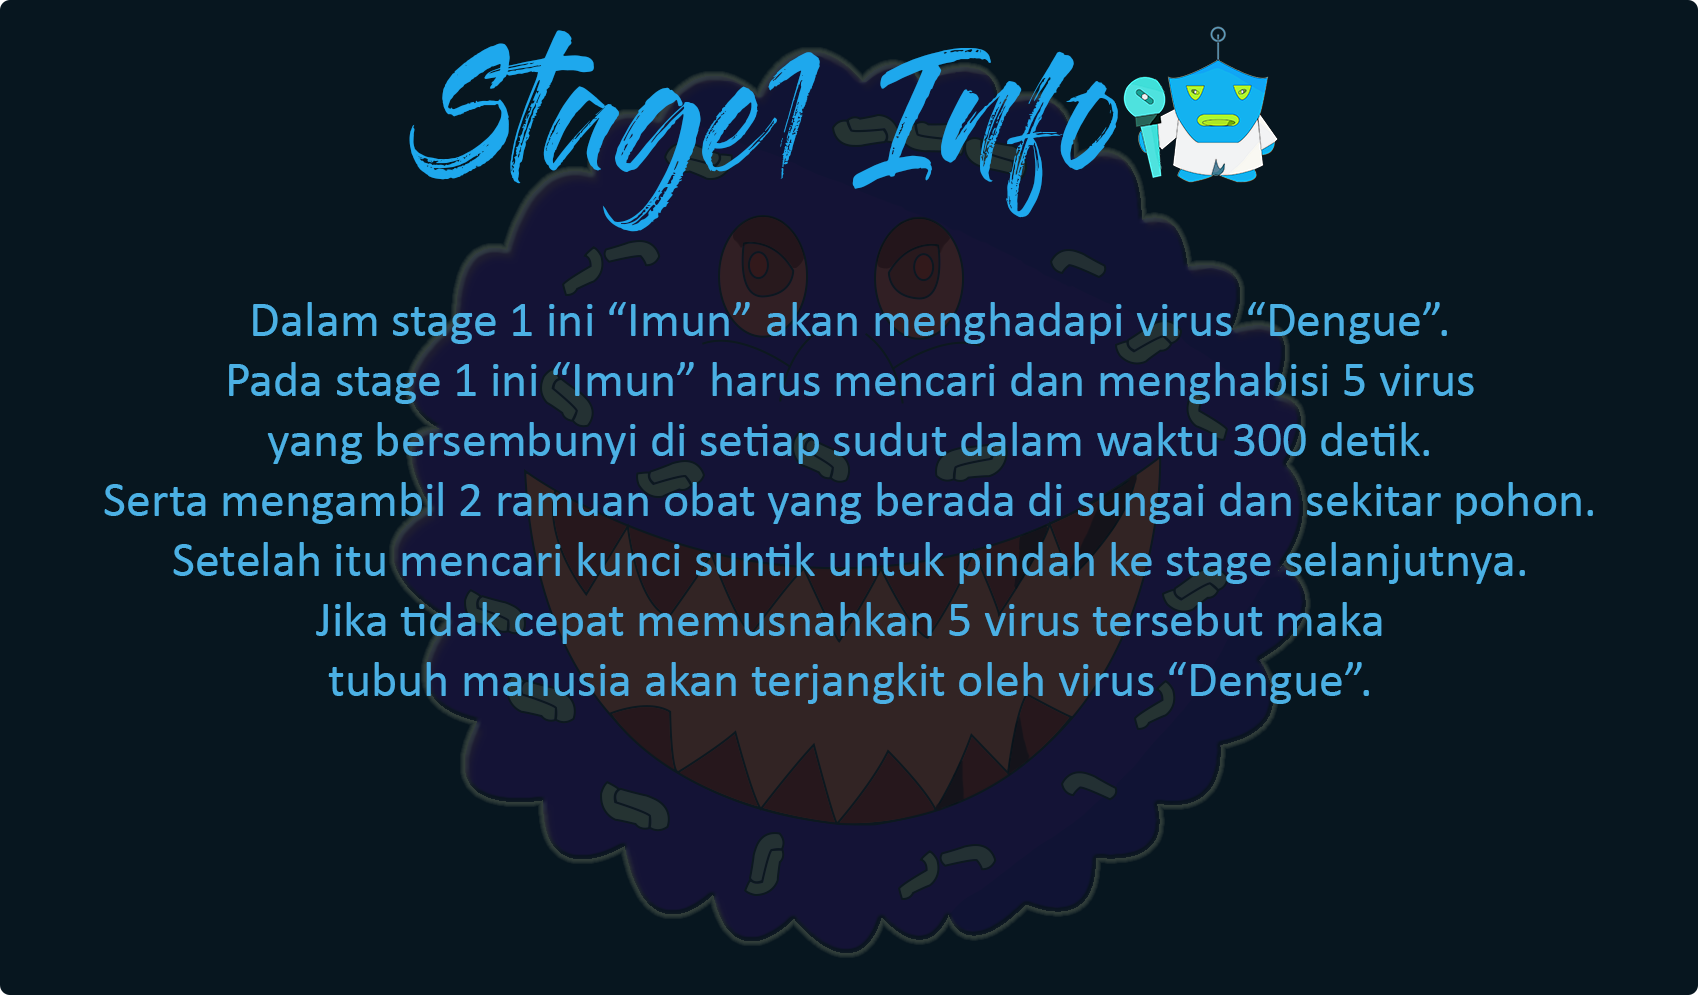 Stage1 Info
Dalam stage 1 ini “Imun” akan menghadapi virus “Dengue”.
Pada stage 1 ini “Imun” harus mencari dan menghabisi 5 virus
yang bersembunyi di setiap sudut dalam waktu 300 detik.
Serta mengambil 2 ramuan obat yang berada di sungai dan sekitar pohon.
Setelah itu mencari kunci suntik untuk pindah ke stage selanjutnya.
Jika tidak cepat memusnahkan 5 virus tersebut maka
tubuh manusia akan terjangkit oleh virus “Dengue”.